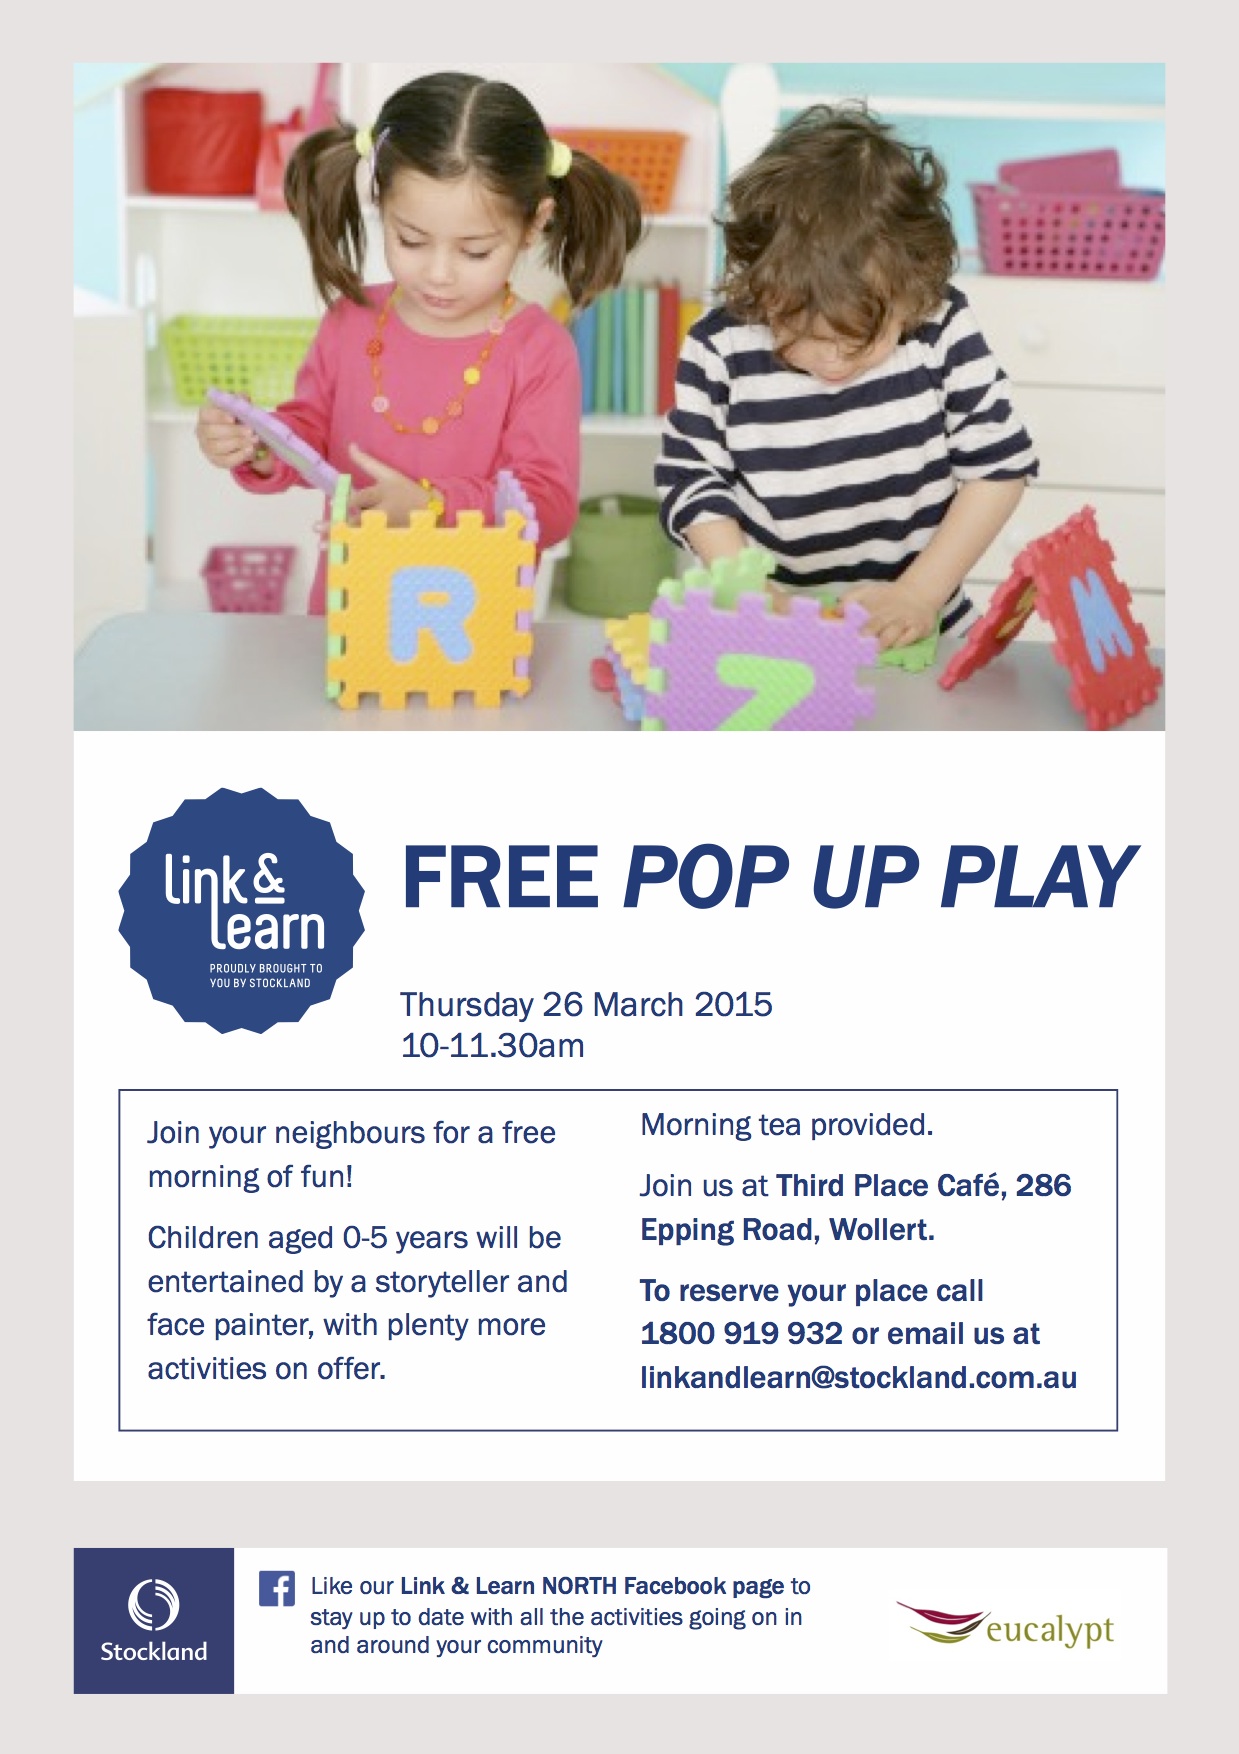 R
Z
M
link &
learn
PROUDLY BROUGHT TO
YOU BY STOCKLAND
FREE POP UP PLAY
Thursday 26 March 2015
10-11.30am
Join your neighbours for a free
morning of fun!
Children aged 0-5 years will be
entertained by a storyteller and
face painter, with plenty more
activities on offer.
Morning tea provided.
Join us at Third Place Café, 286
Epping Road, Wollert.
To reserve your place call
1800 919 932 or email us at
linkandlearn@stockland.com.au
Stockland
Like our Link & Learn NORTH Facebook page to
stay up to date with all the activities going on in
and around your community
eucalypt